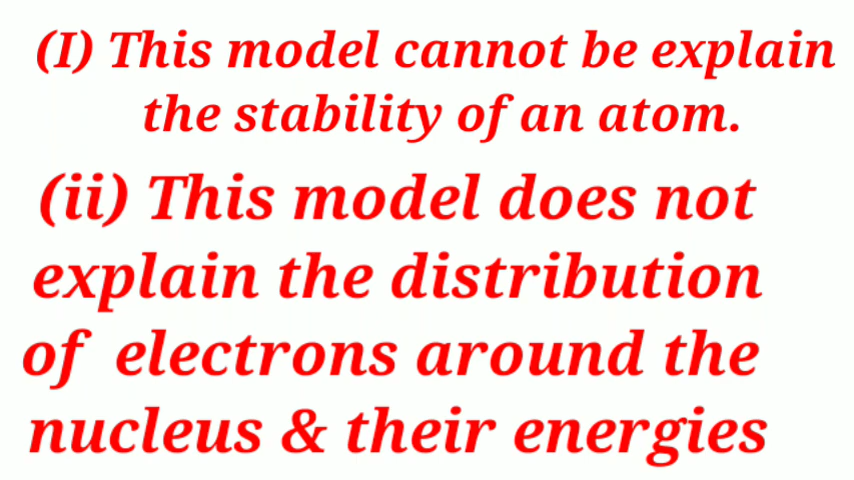 (I) This model cannot be explain
the stability of an atom.
(ii) This model does not
explain the distribution
of electrons around the
nucleus & their energies